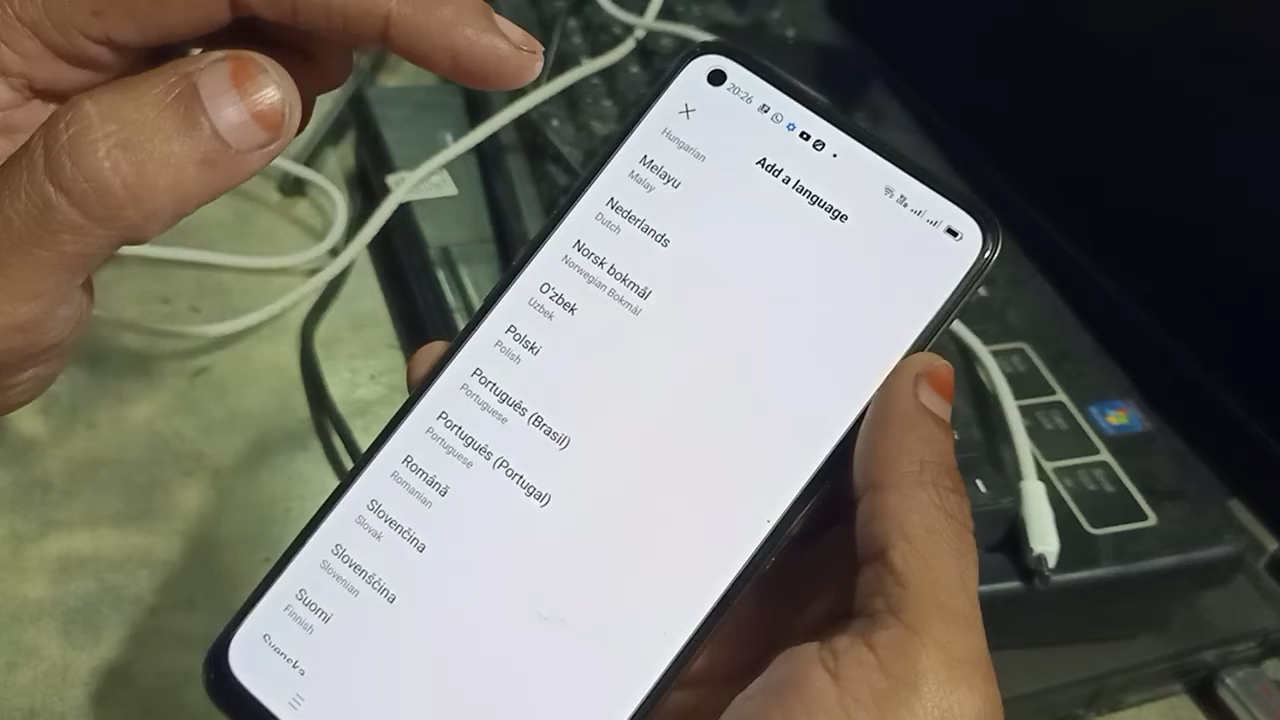 20:26
Add a language
Hungarian
Melayu
Malay
Nederlands
Dutch
Norsk bokmål
Norwegian Bokmål
O'zbek
Uzbek
Polski
Polish
Português (Brasil)
Portuguese
Português (Portugal)
Portuguese
Română
Romanian
Slovenčina
Slovak
Slovenščina
Slovenian
Suomi
Finnish